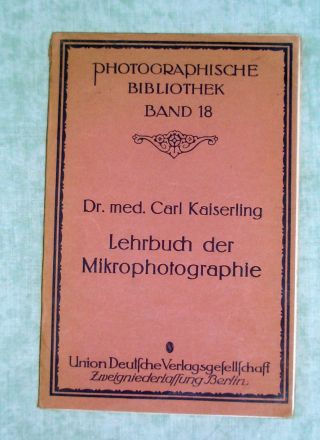 PHOTOGRAPHISCHE
BIBLIOTHEK
BAND 18
Dr. med. Carl Kaiserling
Lehrbuch der
Mikrophotographie
Union Deutſche Verlagsgeſellſchaft
Zweigniederlaſſung Berlin